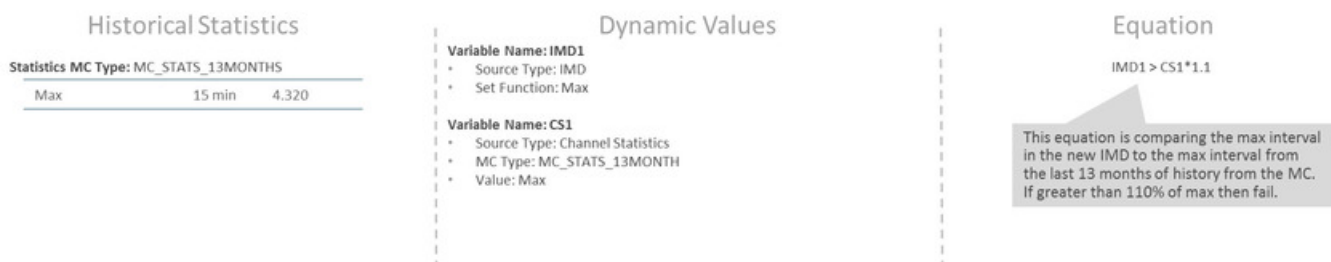 Historical Statistics
Statistics MC Type: MC_STATS_13MONTHS
Max 15 min 4.320
Dynamic Values
Variable Name: IMD1
• Source Type: IMD
• Set Function: Max
Variable Name: CS1
• Source Type: Channel Statistics
• MC Type: MC_STATS_13MONTH
• Value: Max
Equation
IMD1 > CS1*1.1
This equation is comparing the max interval
in the new IMD to the max interval from
the last 13 months of history from the MC.
If greater than 110% of max then fail.